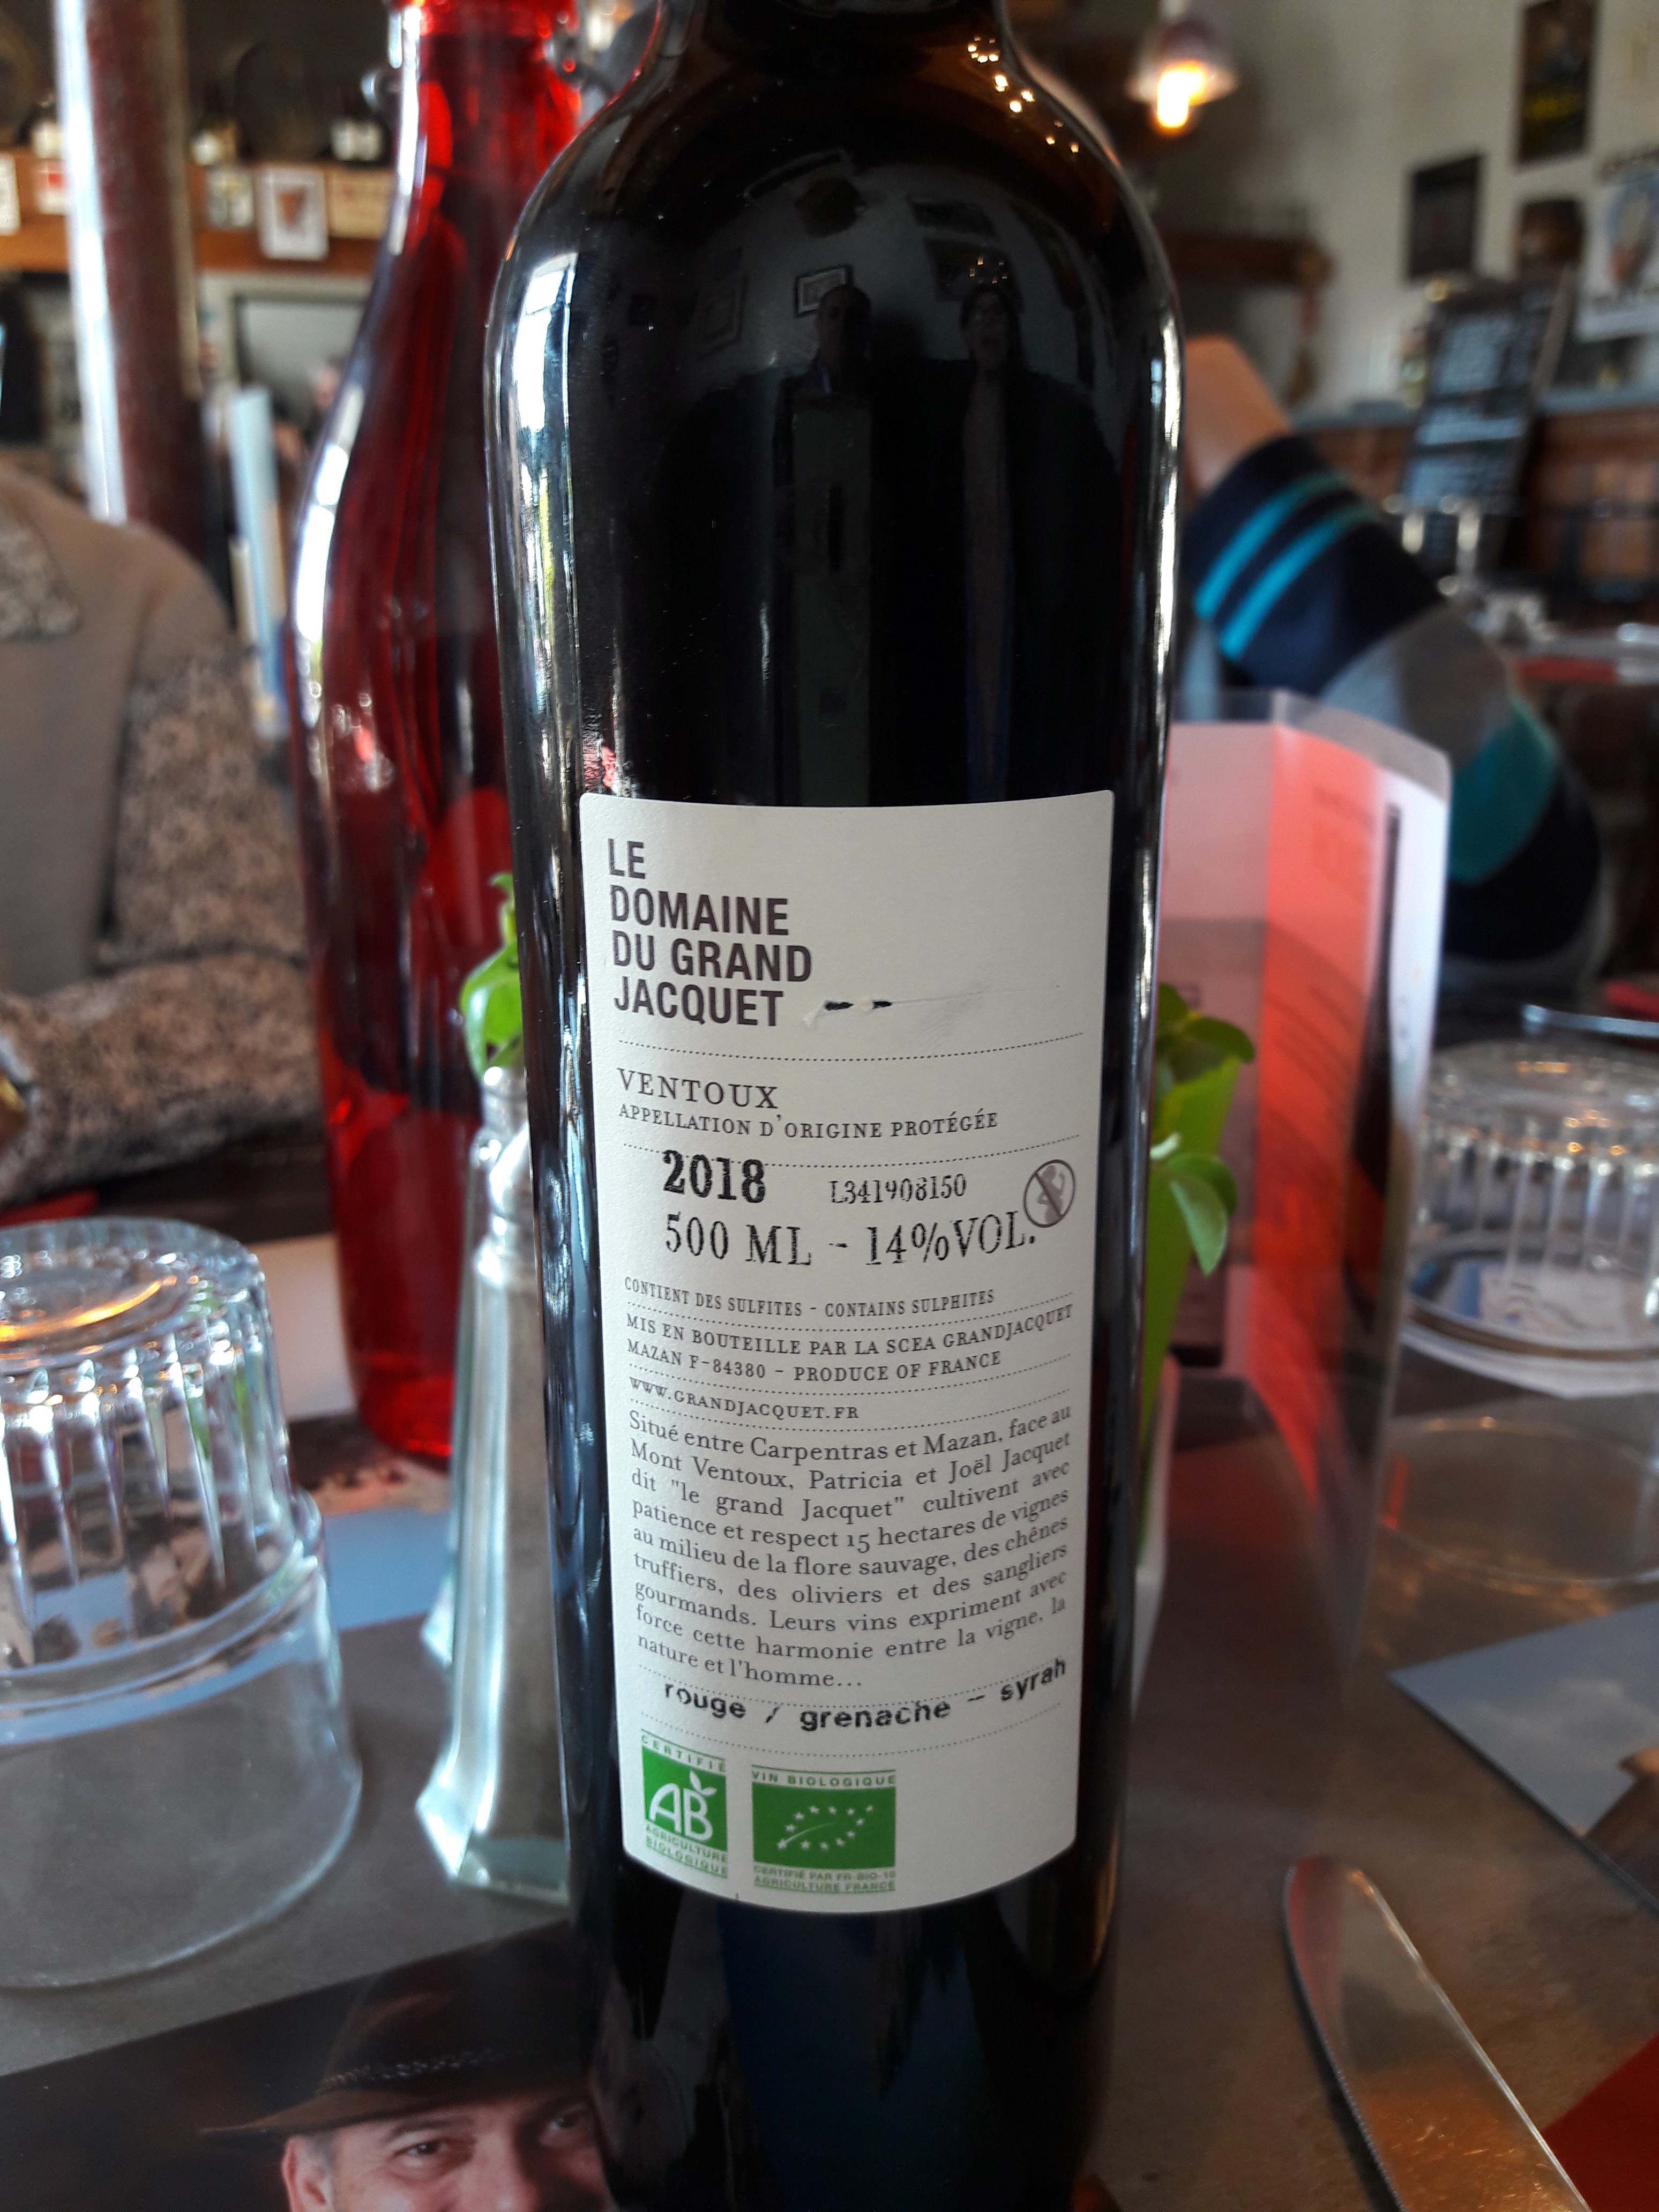 LE
DOMAINE
DU GRAND
JACQUET
VENTOUX
APPELLATION D'ORIGINE PROTÉGÉE
2018 L341908150
500 ML - 14%VOL.
CONTIENT DES SULFITES - CONTAINS SULPHITES
MIS EN BOUTEILLE PAR LA SCEA GRANDJACQUET
MAZAN F-84380 - PRODUCE OF FRANCE
WWW.GRANDJACQUET.FR
Situé entre Carpentras et Mazan, face au
Mont Ventoux, Patricia et Joël Jacquet
dit "le grand Jacquet" cultivent avec
patience et respect 15 hectares de vignes
au milieu de la flore sauvage, des chênes
truffiers, des oliviers et des sangliers
gourmands. Leurs vins expriment avec
force cette harmonie entre la vigne, la
nature et l'homme...
rouge / grenache - syrah
CERTIFIÉ
AB
AGRICULTURE
BIOLOGIQUE
VIN BIOLOGIQUE
CERTIFIÉ PAR FR-BIO-10
AGRICULTURE FRANCE